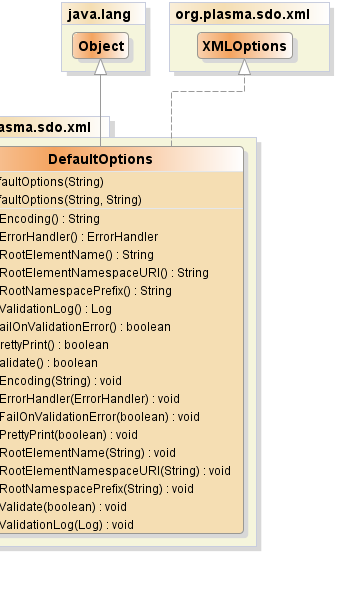 java.lang
org.plasma.sdo.xml
Object
XMLOptions
asma.sdo.xml
DefaultOptions
faultOptions(String)
faultOptions(String, String)
Encoding() : String
ErrorHandler() : ErrorHandler
RootElementName() : String
RootElementNamespaceURI() : String
RootNamespacePrefix() : String
ValidationLog() : Log
ailOnValidationError() : boolean
rettyPrint() : boolean
alidate() : boolean
Encoding(String) : void
ErrorHandler(ErrorHandler) : void
FailOnValidationError(boolean) : void
PrettyPrint(boolean) : void
RootElementName(String) : void
RootElementNamespaceURI(String) : void
RootNamespacePrefix(String) : void
Validate(boolean) : void
ValidationLog(Log) : void